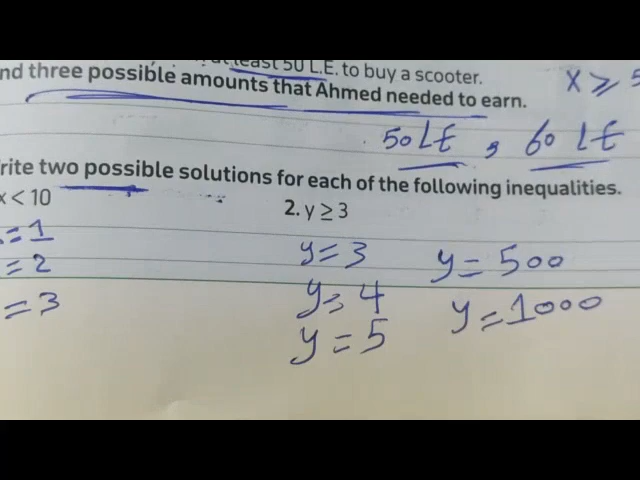 at least 50 L.E. to buy a scooter.
nd three possible amounts that Ahmed needed to earn.
x ≥ 5
50 LE , 60 LE
rite two possible solutions for each of the following inequalities.
x < 10
= 1
= 2
= 3
2. y ≥ 3
y = 3
y = 4
y = 5
y = 500
y = 1000